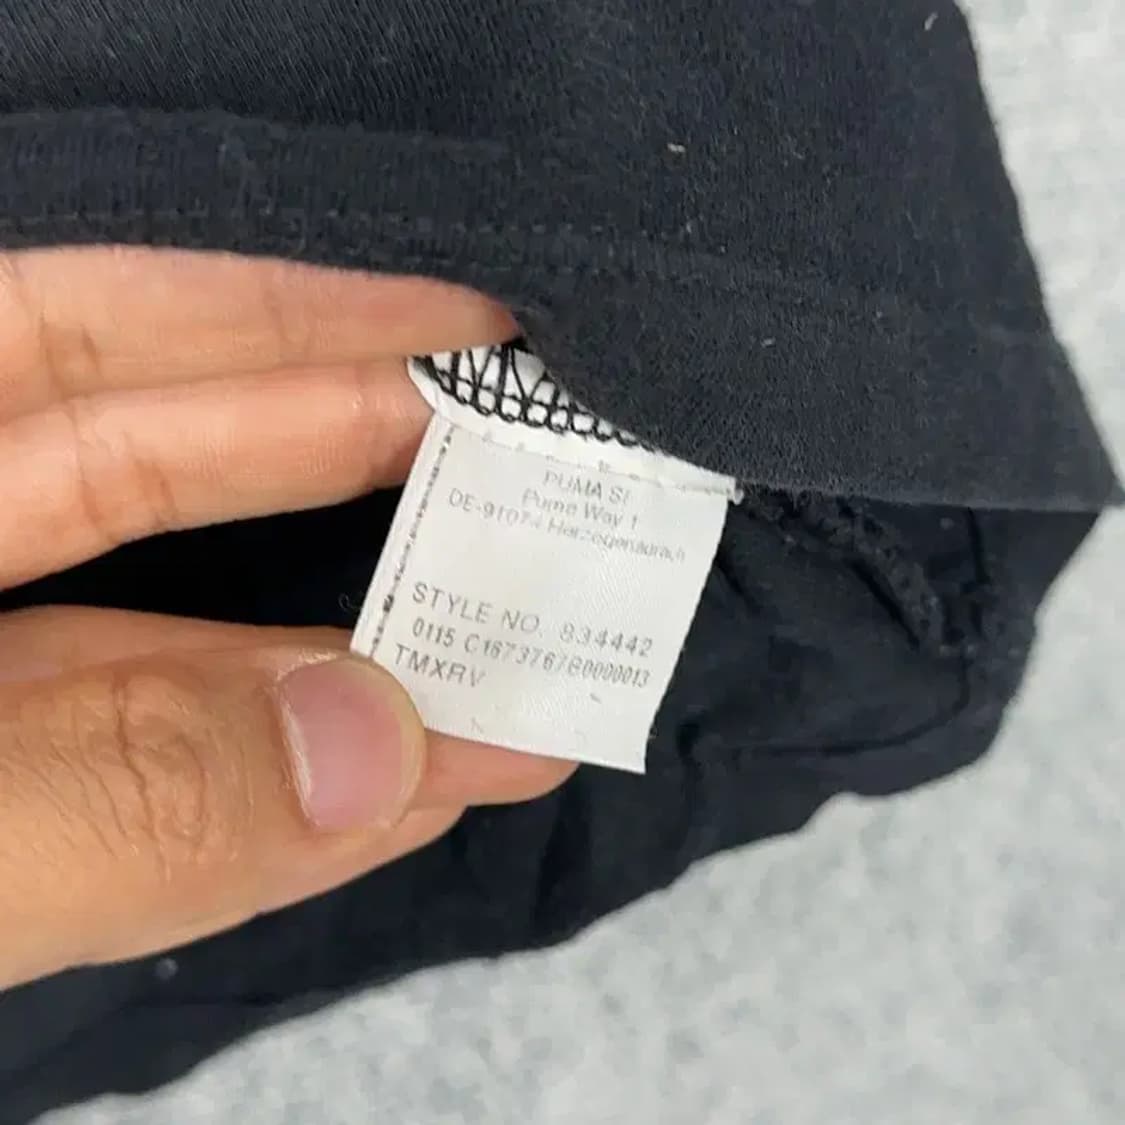 PUMA SE
Puma Way 1
DE-91074 Herzogenaurach
STYLE NO. 834442
0115 C1673767B0000013
TMXRV